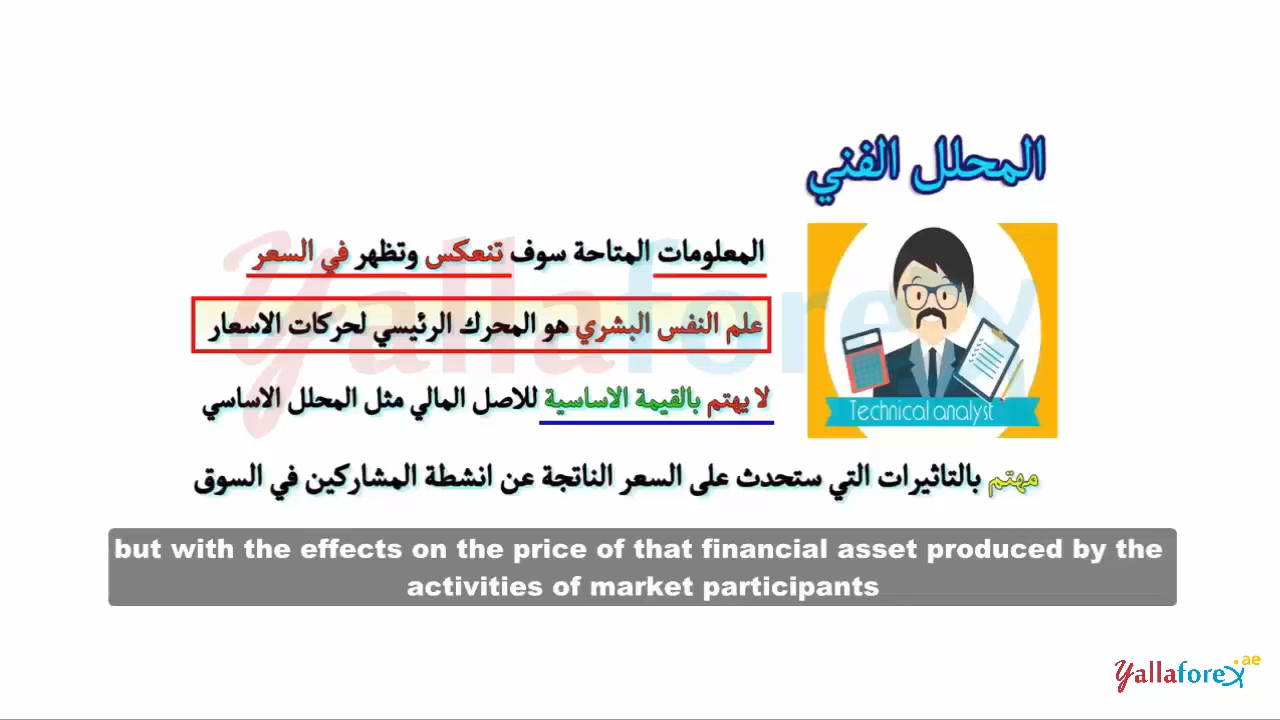 المحلل الفني
المعلومات المتاحة سوف تنعكس وتظهر في السعر
علم النفس البشري هو المحرك الرئيسي لحركات الاسعار
لا يهتم بالقيمة الاساسية للاصل المالي مثل المحلل الاساسي
Technical analyst
مهتم بالتاثيرات التي ستحدث على السعر الناتجة عن انشطة المشاركين في السوق
but with the effects on the price of that financial asset produced by the
activities of market participants
yallaforex.ae
yallaforex